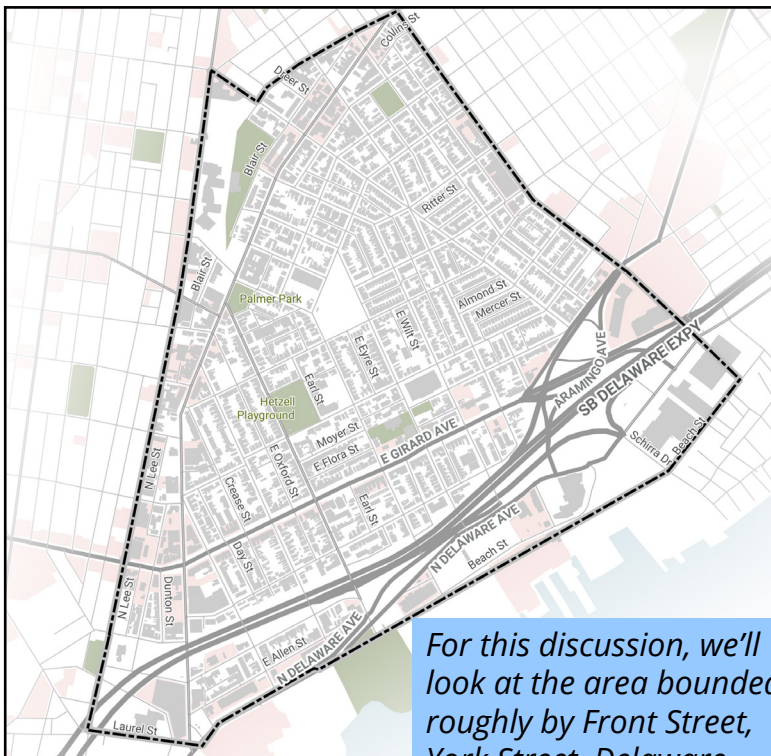 Collins St
Dreer St
Blair St
Ritter St
Blair St
Palmer Park
Almond St
Mercer St
E Wilt St
E Eyre St
ARAMINGO AVE
SB DELAWARE EXPY
Hetzell
Playground
Earl St
Moyer St
E Flora St
E GIRARD AVE
Schirra Dr
Beach St
N Lee St
E Oxford St
Crease St
Earl St
Day St
N DELAWARE AVE
Beach St
N Lee St
Dunton St
E Allen St
N DELAWARE AVE
Laurel St
For this discussion, we'll
look at the area bounded
roughly by Front Street,
York Street, Delaware